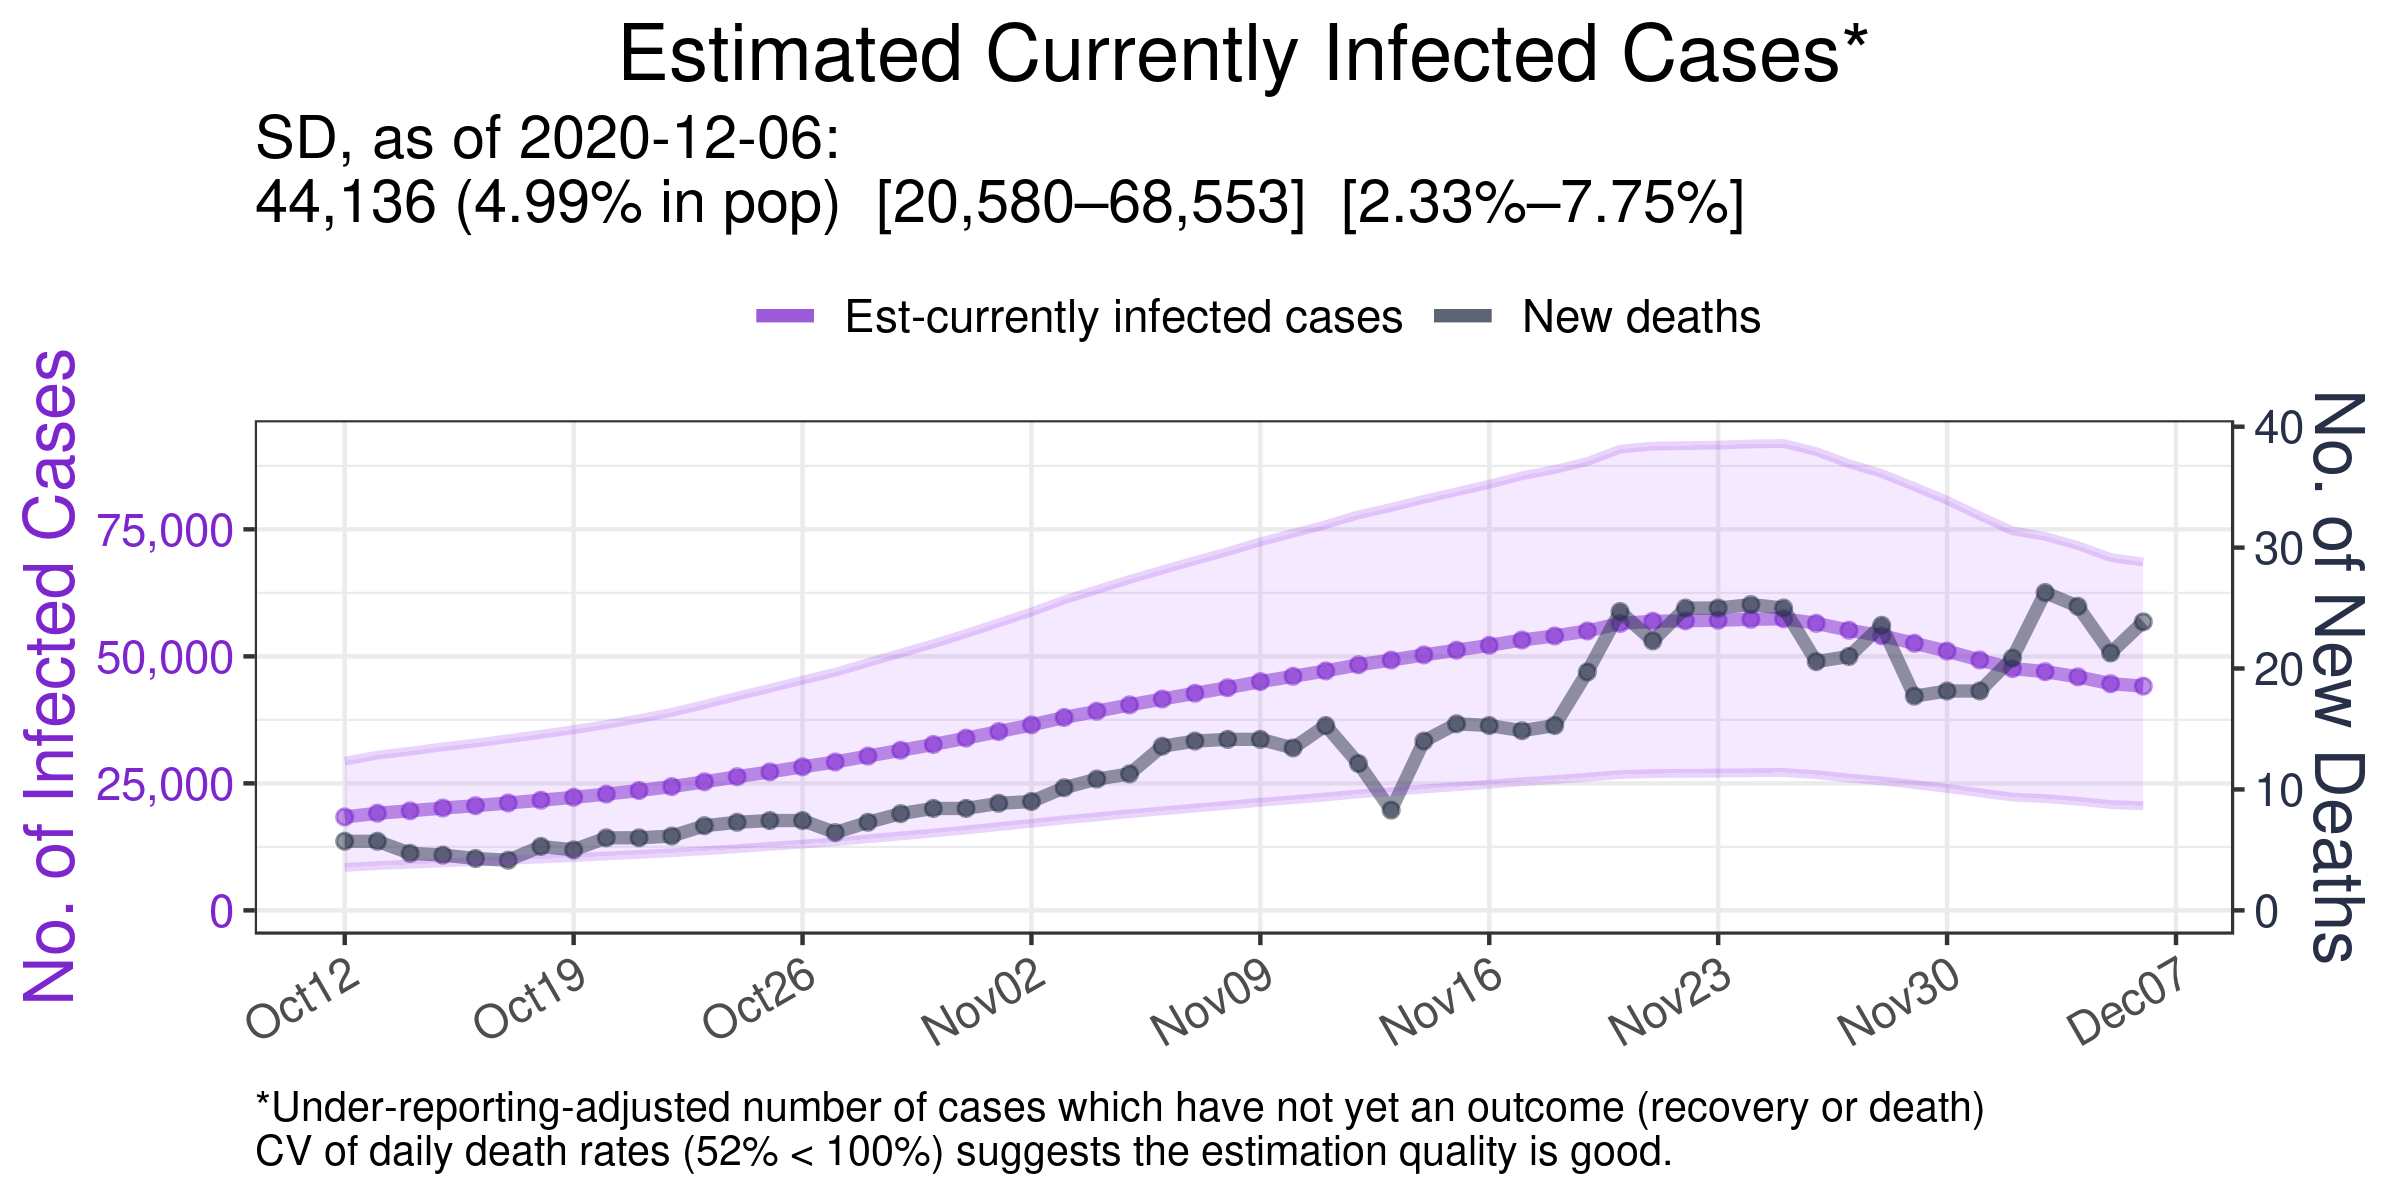 Estimated Currently Infected Cases*
SD, as of 2020-12-06:
44,136 (4.99% in pop)  [20,580–68,553]  [2.33%–7.75%]
Est-currently infected cases
New deaths
No. of Infected Cases
75,000
50,000
25,000
0
40
30
20
10
0
No. of New Deaths
Oct12
Oct19
Oct26
Nov02
Nov09
Nov16
Nov23
Nov30
Dec07
*Under-reporting-adjusted number of cases which have not yet an outcome (recovery or death)
CV of daily death rates (52% < 100%) suggests the estimation quality is good.